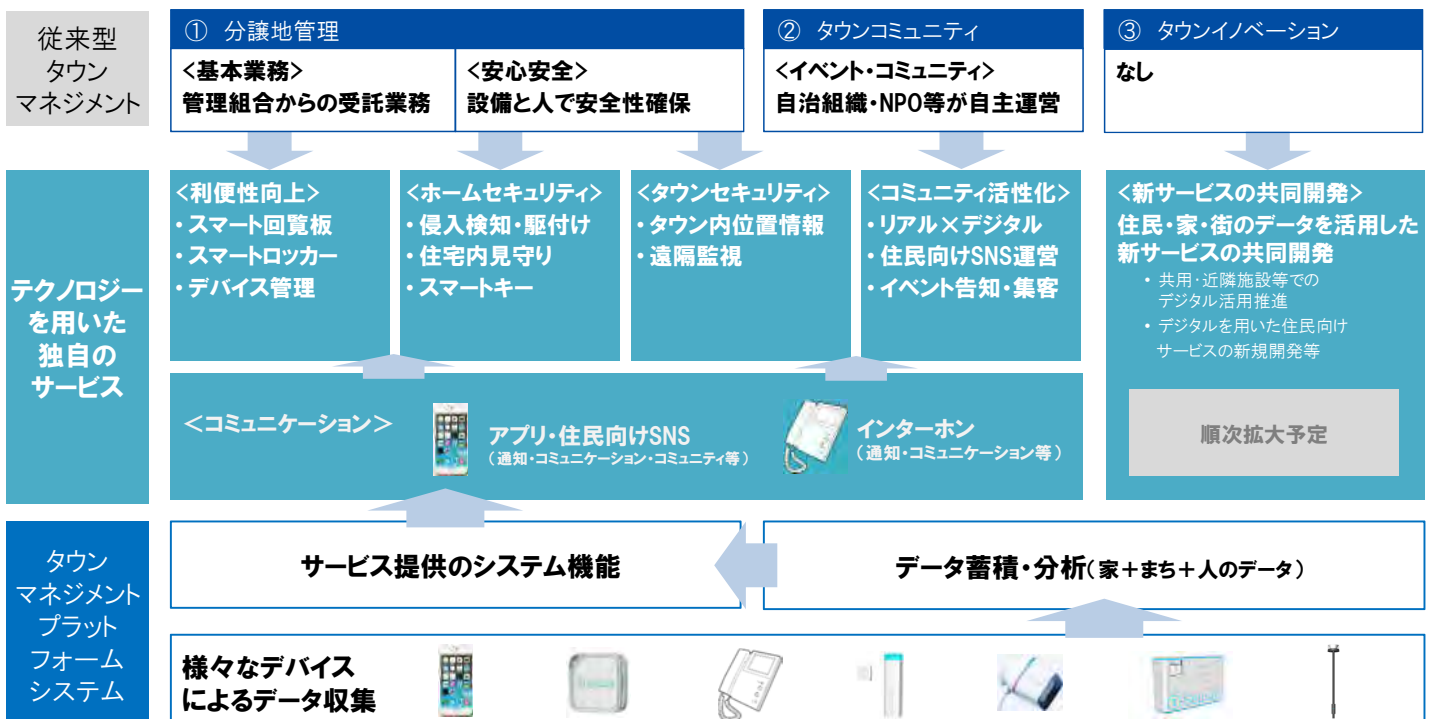 従来型
タウン
マネジメント
① 分譲地管理
<基本業務>
管理組合からの受託業務
<安心安全>
設備と人で安全性確保
② タウンコミュニティ
<イベント・コミュニティ>
自治組織・NPO等が自主運営
③ タウンイノベーション
なし
テクノロジー
を用いた
独自の
サービス
<利便性向上>
・スマート回覧板
・スマートロッカー
・デバイス管理
<ホームセキュリティ>
・侵入検知・駆付け
・住宅内見守り
・スマートキー
<タウンセキュリティ>
・タウン内位置情報
・遠隔監視
<コミュニティ活性化>
・リアル×デジタル
・住民向けSNS運営
・イベント告知・集客
<新サービスの共同開発>
住民・家・街のデータを活用した
新サービスの共同開発
• 共用・近隣施設等での
デジタル活用推進
• デジタルを用いた住民向け
サービスの新規開発等
順次拡大予定
<コミュニケーション>
アプリ・住民向けSNS
(通知・コミュニケーション・コミュニティ等)
インターホン
(通知・コミュニケーション等)
タウン
マネジメント
プラット
フォーム
システム
サービス提供のシステム機能
データ蓄積・分析(家+まち+人のデータ)
様々なデバイス
によるデータ収集